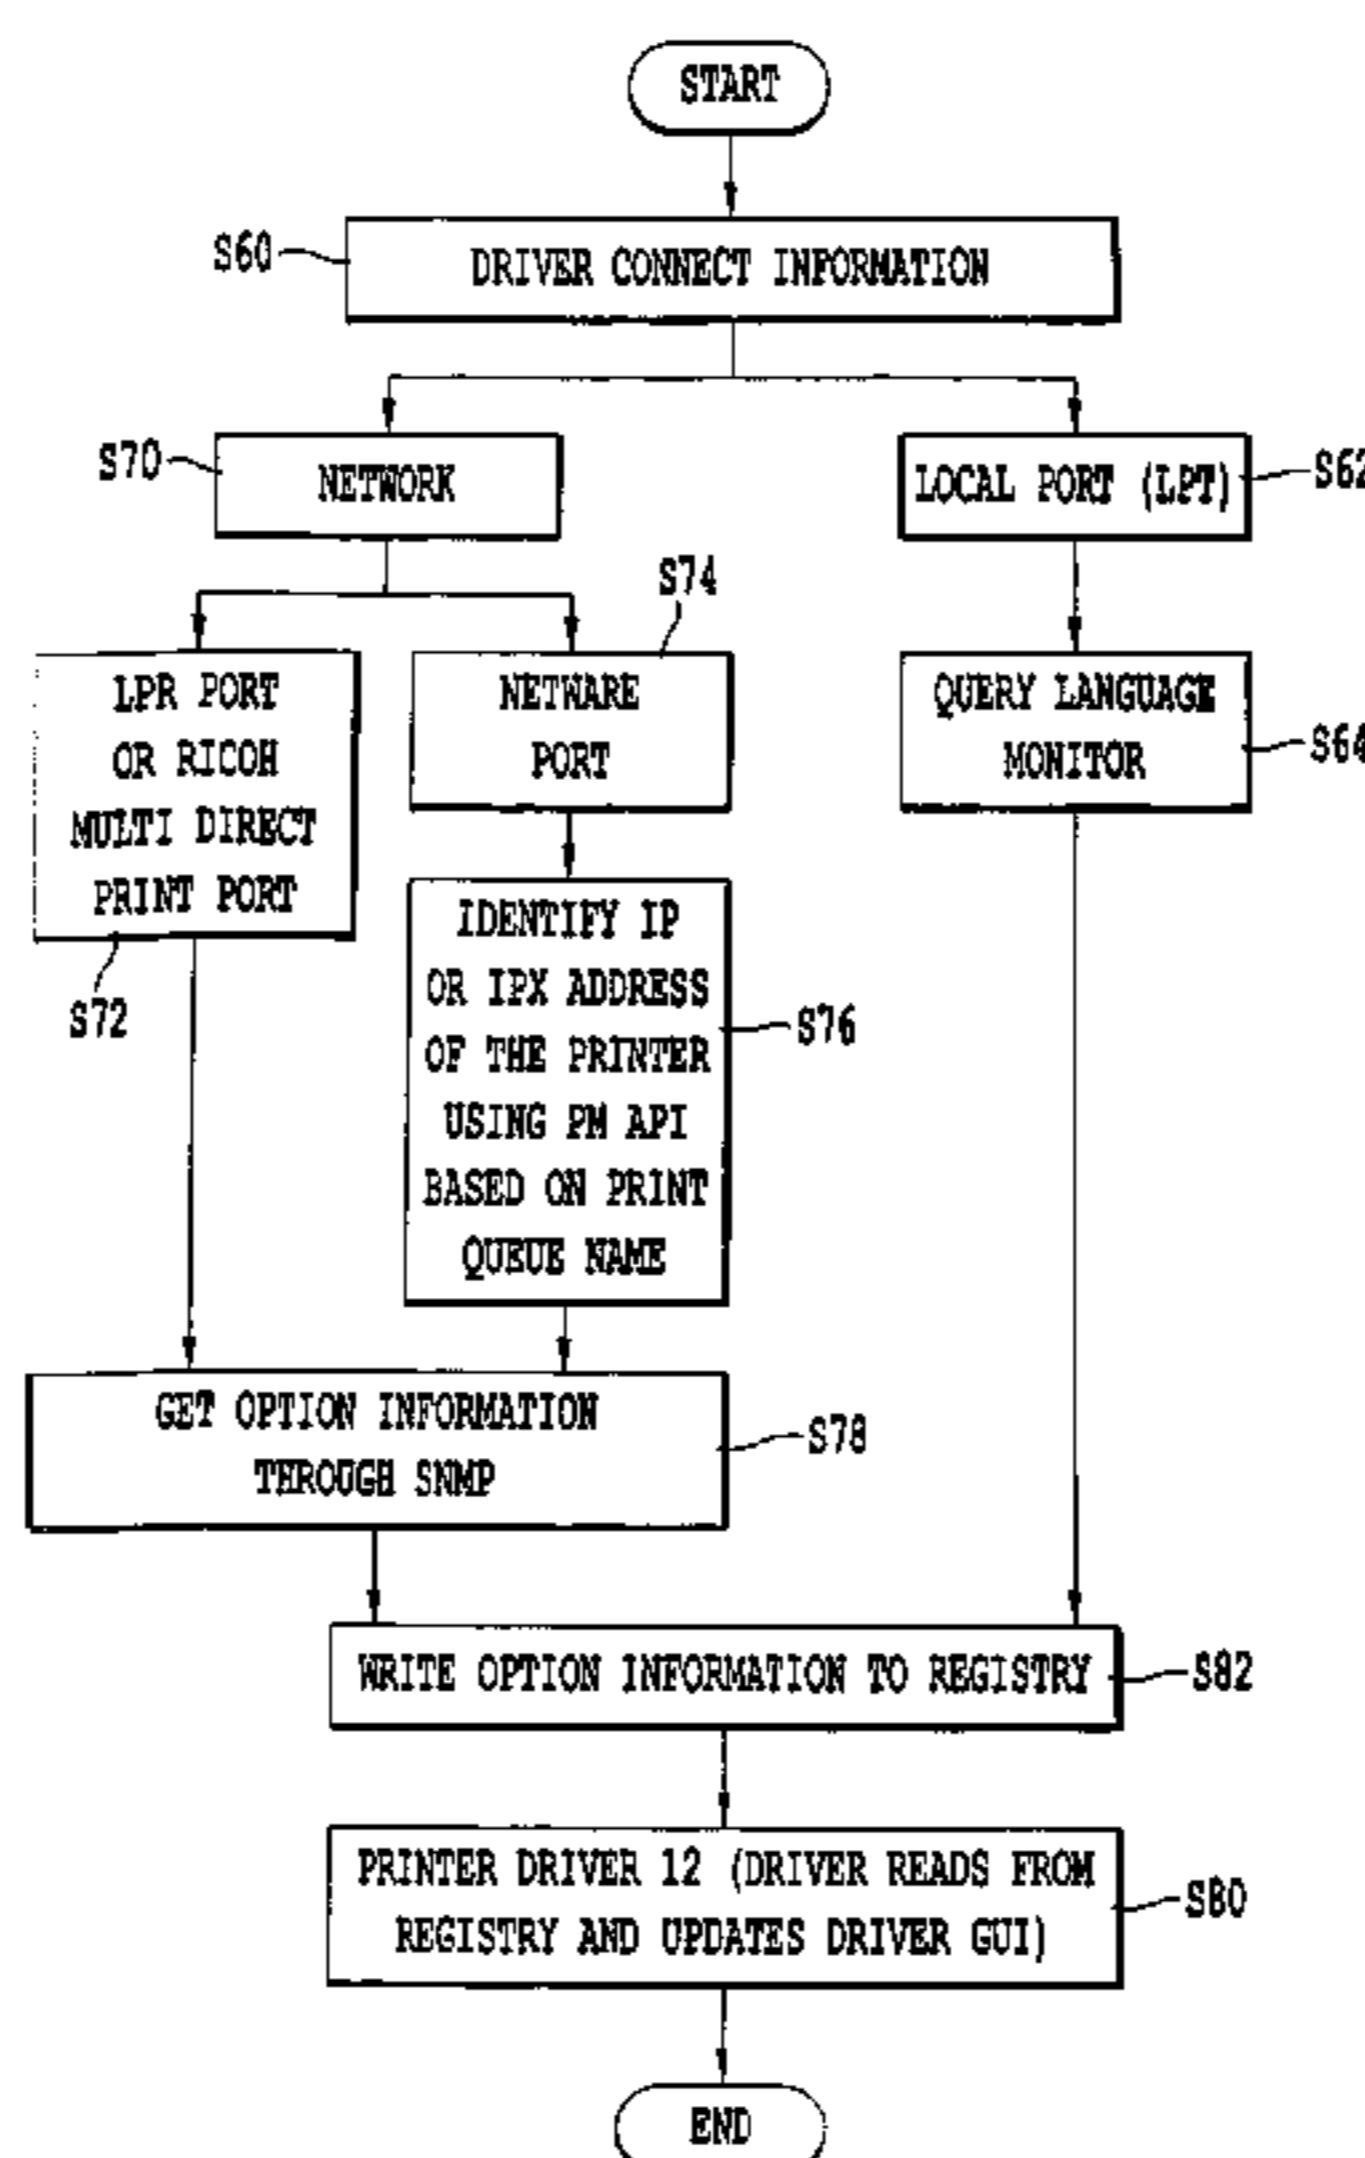 START
S60
DRIVER CONNECT INFORMATION
S70
NETWORK
LOCAL PORT (LPT)
S62
S74
LPR PORT
OR RICOH
MULTI DIRECT
PRINT PORT
S72
NETWARE
PORT
QUERY LANGUAGE
MONITOR
S64
IDENTIFY IP
OR IPX ADDRESS
OF THE PRINTER
USING PM API
BASED ON PRINT
QUEUE NAME
S76
GET OPTION INFORMATION
THROUGH SNMP
S78
WRITE OPTION INFORMATION TO REGISTRY
S82
PRINTER DRIVER 12 (DRIVER READS FROM
REGISTRY AND UPDATES DRIVER GUI)
S80
END